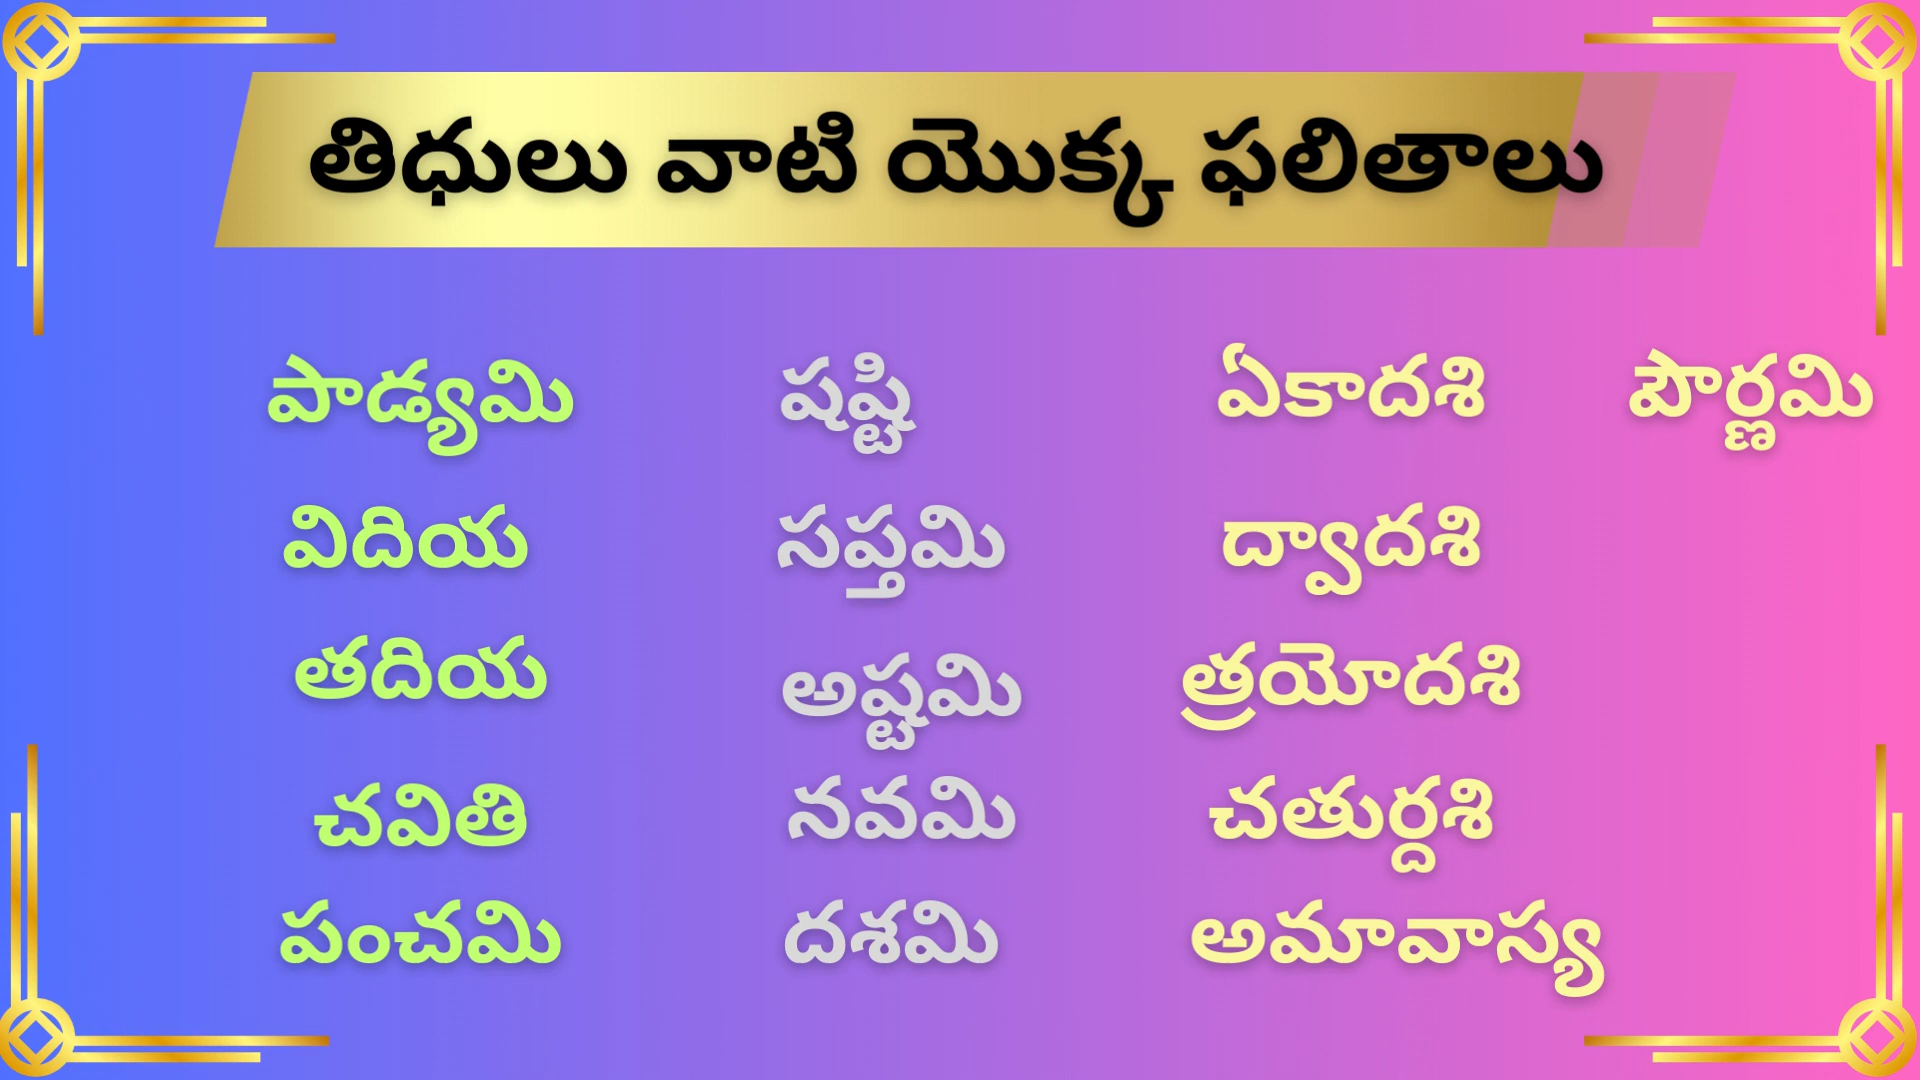 తిధులు వాటి యొక్క ఫలితాలు
పాడ్యమి
విదియ
తదియ
చవితి
పంచమి
షష్టి
సప్తమి
అష్టమి
నవమి
దశమి
ఏకాదశి
ద్వాదశి
త్రయోదశి
చతుర్దశి
అమావాస్య
పౌర్ణమి